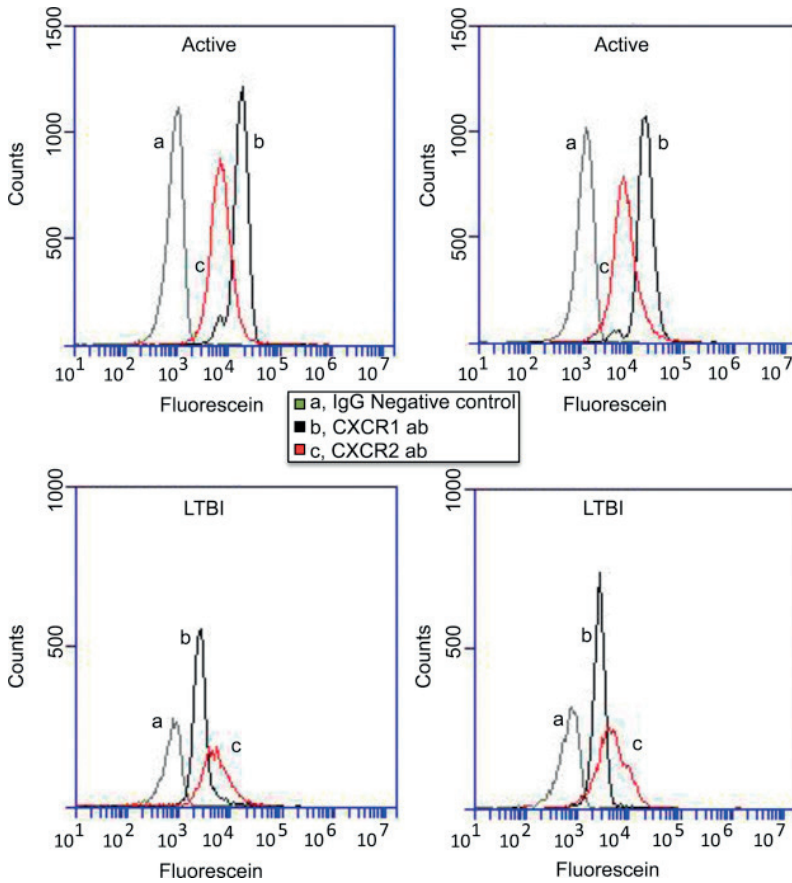 Active
1500
1000
500
Counts
a
b
c
10^1 10^2 10^3 10^4 10^5 10^6 10^7
Fluorescein
Active
1500
1000
500
Counts
a
b
c
10^1 10^2 10^3 10^4 10^5 10^6 10^7
Fluorescein
a, IgG Negative control
b, CXCR1 ab
c, CXCR2 ab
LTBI
1000
500
Counts
a
b
c
10^1 10^2 10^3 10^4 10^5 10^6 10^7
Fluorescein
LTBI
1000
500
Counts
a
b
c
10^1 10^2 10^3 10^4 10^5 10^6 10^7
Fluorescein